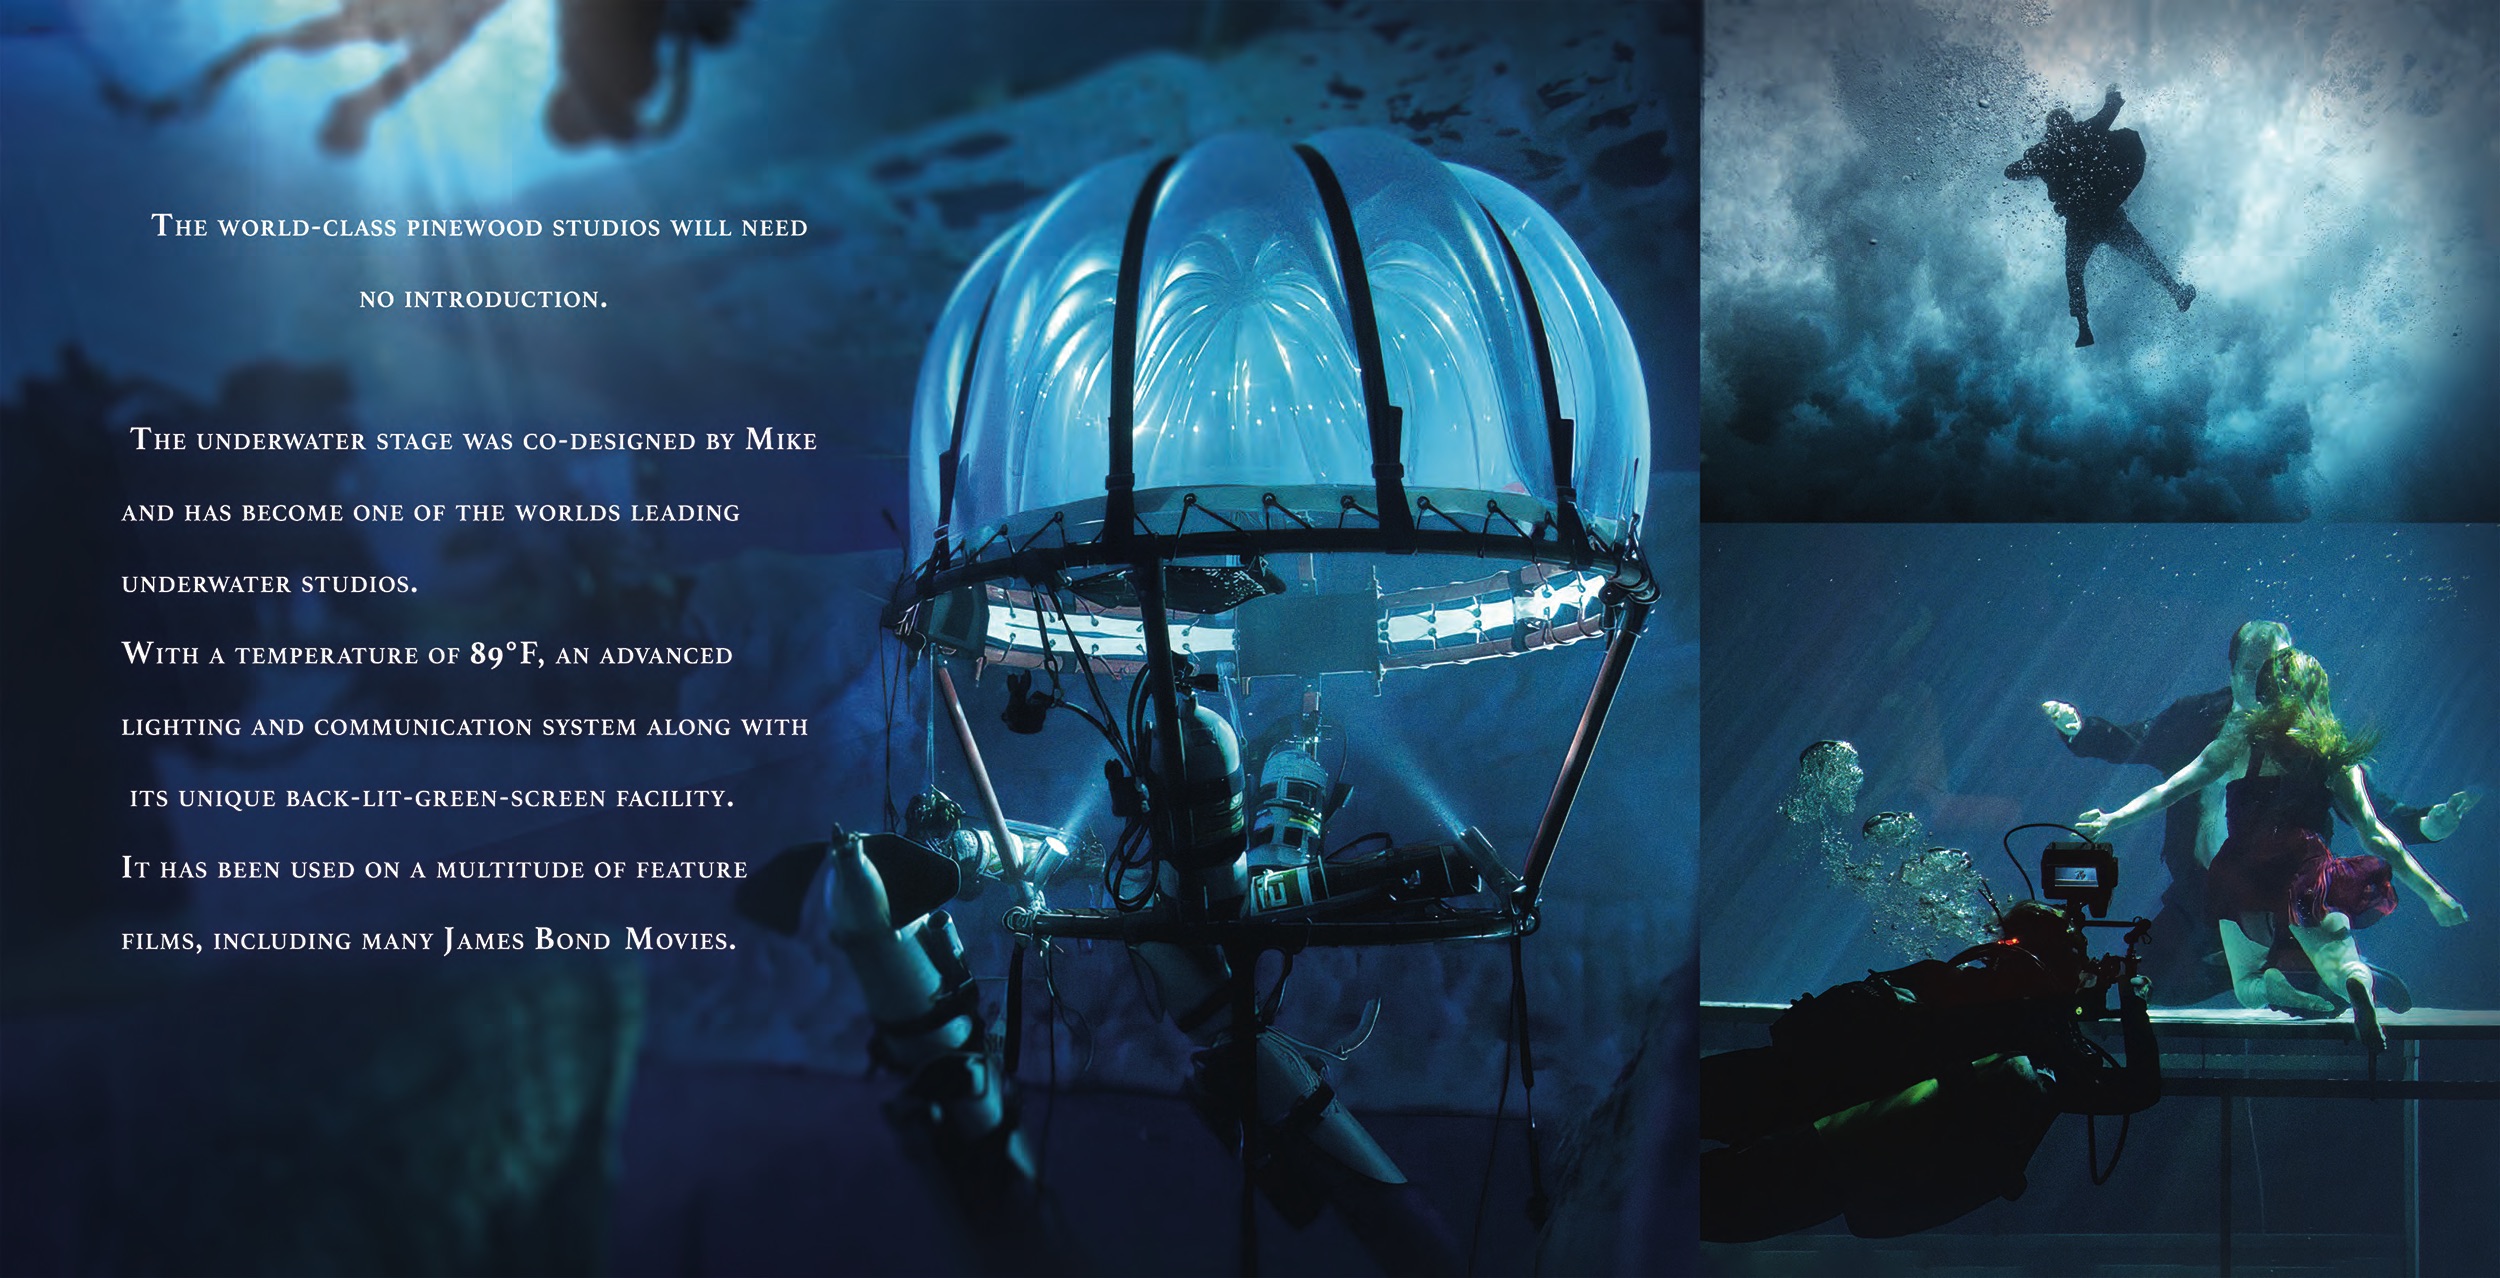 The world-class pinewood studios will need
no introduction.
The underwater stage was co-designed by Mike
and has become one of the worlds leading
underwater studios.
With a temperature of 89°F, an advanced
lighting and communication system along with
its unique back-lit-green-screen facility.
It has been used on a multitude of feature
films, including many James Bond Movies.